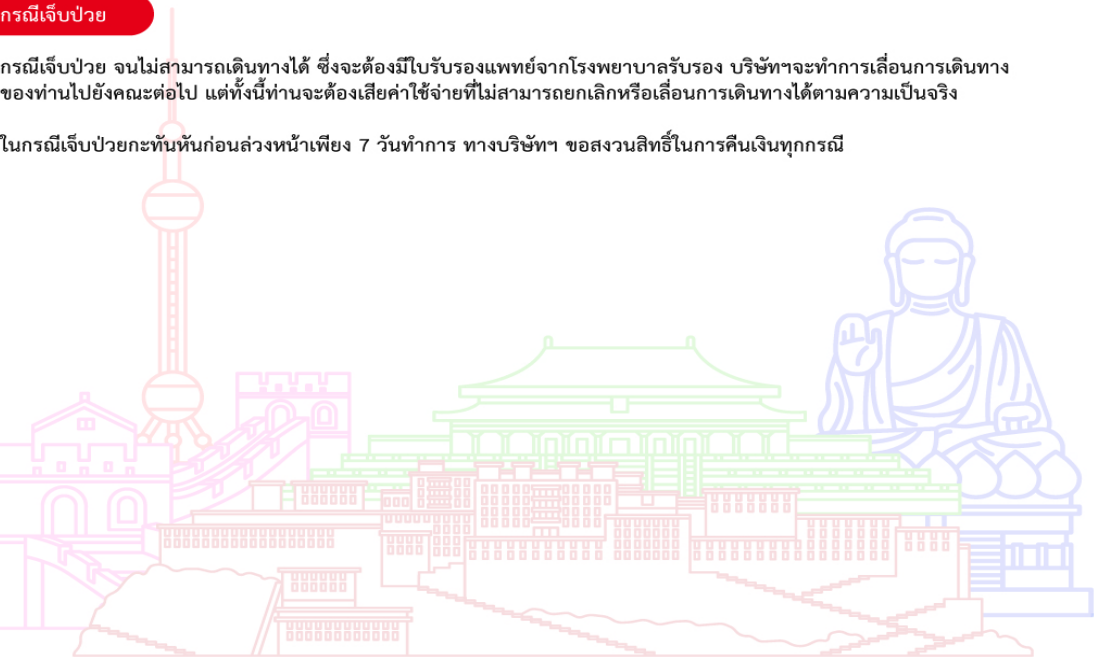 กรณีเจ็บป่วย
กรณีเจ็บป่วย จนไม่สามารถเดินทางได้ ซึ่งจะต้องมีใบรับรองแพทย์จากโรงพยาบาลรับรอง บริษัทฯจะทำการเลื่อนการเดินทาง
ของท่านไปยังคณะต่อไป แต่ทั้งนี้ท่านจะต้องเสียค่าใช้จ่ายที่ไม่สามารถยกเลิกหรือเลื่อนการเดินทางได้ตามความเป็นจริง
ในกรณีเจ็บป่วยกะทันหันก่อนล่วงหน้าเพียง 7 วันทำการ ทางบริษัทฯ ขอสงวนสิทธิ์ในการคืนเงินทุกกรณี